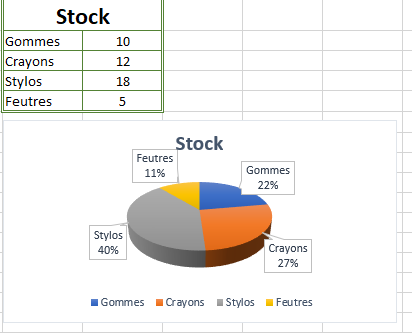 Stock
Gommes 10
Crayons 12
Stylos 18
Feutres 5
Stock
Feutres
11%
Gommes
22%
Stylos
40%
Crayons
27%
Gommes Crayons Stylos Feutres